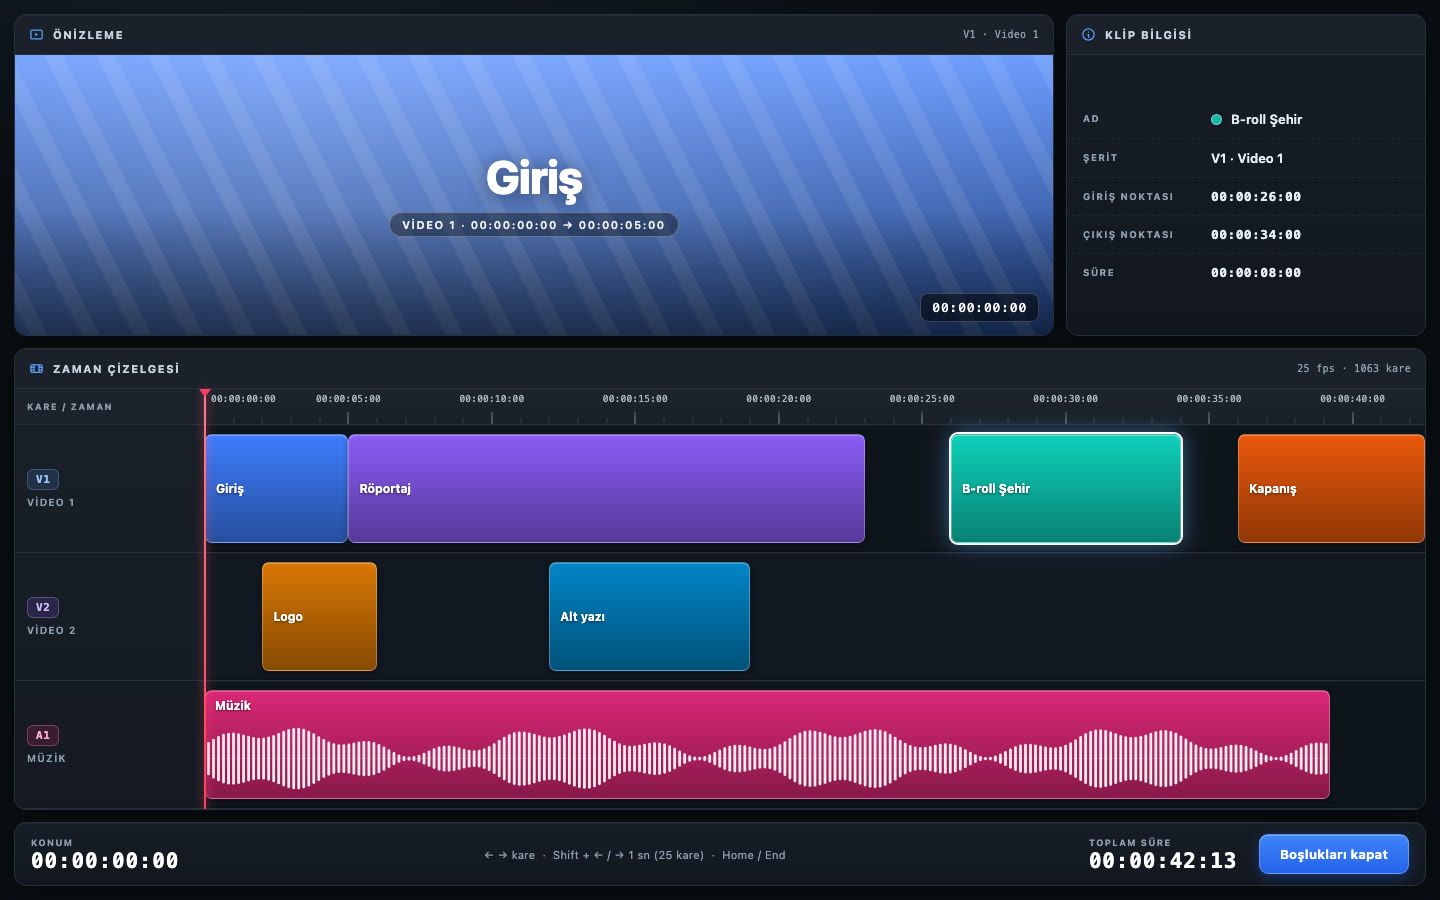 ÖNİZLEME
V1 · Video 1
Giriş
VİDEO 1 · 00:00:00:00 → 00:00:05:00
00:00:00:00
KLİP BİLGİSİ
AD B-roll Şehir
ŞERİT V1 · Video 1
GİRİŞ NOKTASI 00:00:26:00
ÇIKIŞ NOKTASI 00:00:34:00
SÜRE 00:00:08:00
ZAMAN ÇİZELGESİ
25 fps · 1063 kare
KARE / ZAMAN
00:00:00:00 00:00:05:00 00:00:10:00 00:00:15:00 00:00:20:00 00:00:25:00 00:00:30:00 00:00:35:00 00:00:40:00
V1
VİDEO 1
Giriş Röportaj B-roll Şehir Kapanış
V2
VİDEO 2
Logo Alt yazı
A1
MÜZİK
Müzik
KONUM
00:00:00:00
← → kare · Shift + ← / → 1 sn (25 kare) · Home / End
TOPLAM SÜRE
00:00:42:13
Boşlukları kapat